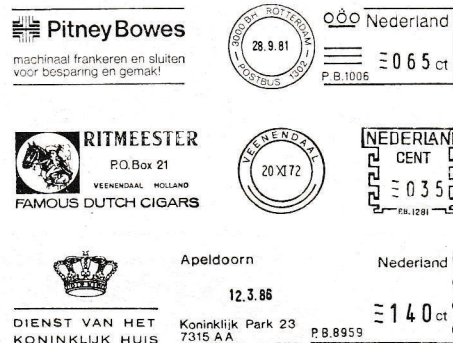 Pitney Bowes
machinaal frankeren en sluiten
voor besparing en gemak!
3000 BH ROTTERDAM
28.9.81
POSTBUS 1302
Nederland
065 ct
P.B.1006
RITMEESTER
P.O. Box 21
VEENENDAAL HOLLAND
FAMOUS DUTCH CIGARS
VEENENDAAL
20 XI 72
NEDERLAN
CENT
035
P.B. 1281
DIENST VAN HET
KONINKLIJK HUIS
Apeldoorn
12.3.86
Koninklijk Park 23
7315 AA
Nederland
140 ct
P.B.8959